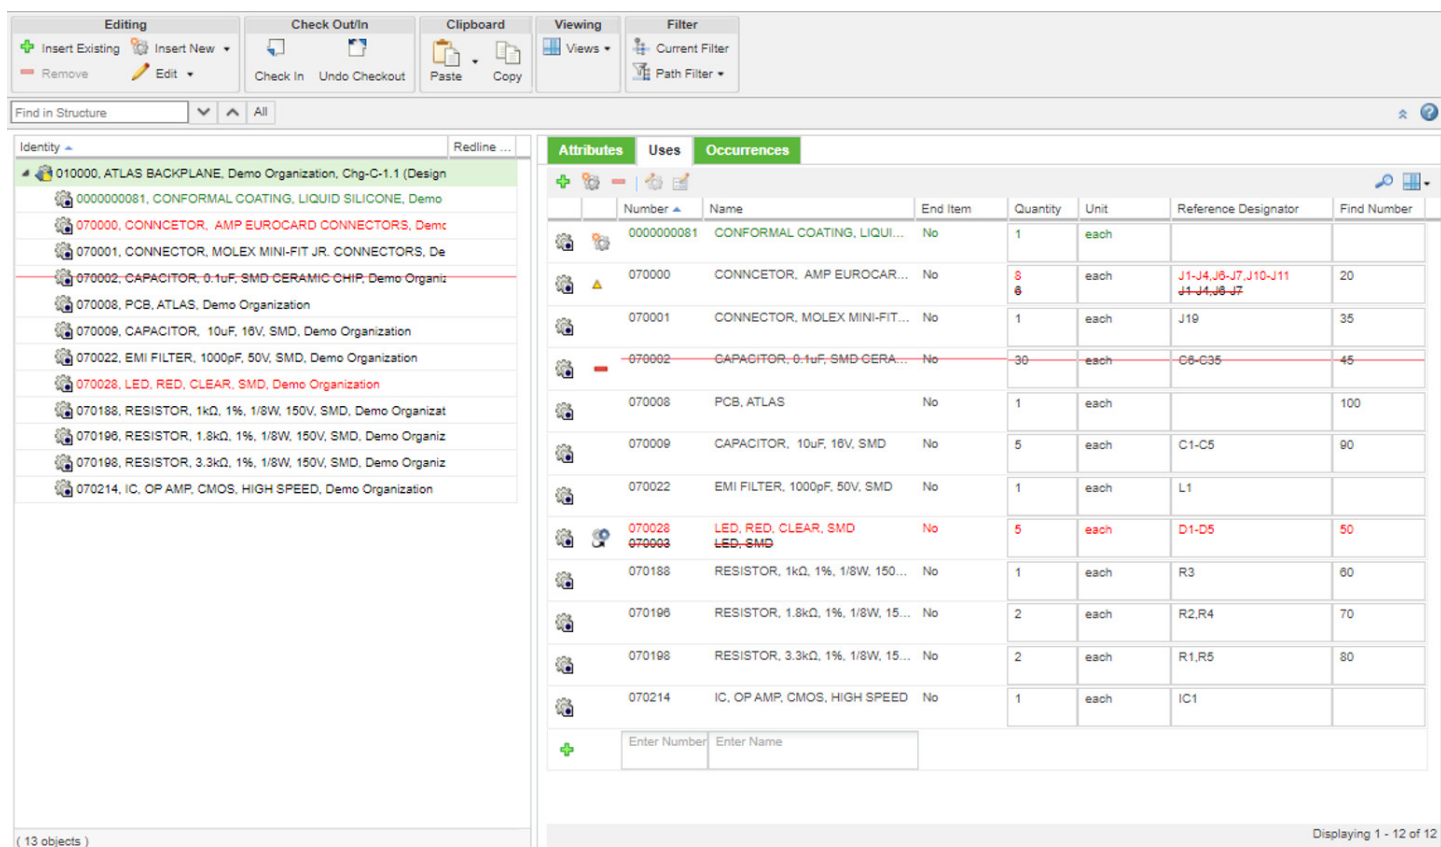 Editing Check Out/In Clipboard Viewing Filter
Insert Existing Insert New Views Current Filter
Remove Edit Check In Undo Checkout Paste Copy Path Filter
Find in Structure All
Identity Redline ...
010000, ATLAS BACKPLANE, Demo Organization, Chg-C-1.1 (Design
0000000081, CONFORMAL COATING, LIQUID SILICONE, Demo
070000, CONNCETOR, AMP EUROCARD CONNECTORS, Demc
070001, CONNECTOR, MOLEX MINI-FIT JR. CONNECTORS, De
070002, CAPACITOR, 0.1uF, SMD CERAMIC CHIP, Demo Organiz
070008, PCB, ATLAS, Demo Organization
070009, CAPACITOR, 10uF, 16V, SMD, Demo Organization
070022, EMI FILTER, 1000pF, 50V, SMD, Demo Organization
070028, LED, RED, CLEAR, SMD, Demo Organization
070188, RESISTOR, 1kΩ, 1%, 1/8W, 150V, SMD, Demo Organizat
070196, RESISTOR, 1.8kΩ, 1%, 1/8W, 150V, SMD, Demo Organiz
070198, RESISTOR, 3.3kΩ, 1%, 1/8W, 150V, SMD, Demo Organiz
070214, IC, OP AMP, CMOS, HIGH SPEED, Demo Organization
( 13 objects )
Attributes Uses Occurrences
Number Name End Item Quantity Unit Reference Designator Find Number
0000000081 CONFORMAL COATING, LIQUI... No 1 each
070000 CONNCETOR, AMP EUROCAR... No 8 each J1-J4,J6-J7,J10-J11 20
6 J1-J4,J6-J7
070001 CONNECTOR, MOLEX MINI-FIT... No 1 each J19 35
070002 CAPACITOR, 0.1uF, SMD CERA... No 30 each C6-C35 45
070008 PCB, ATLAS No 1 each 100
070009 CAPACITOR, 10uF, 16V, SMD No 5 each C1-C5 90
070022 EMI FILTER, 1000pF, 50V, SMD No 1 each L1
070028 LED, RED, CLEAR, SMD No 5 each D1-D5 50
070003 LED, SMD
070188 RESISTOR, 1kΩ, 1%, 1/8W, 150... No 1 each R3 60
070196 RESISTOR, 1.8kΩ, 1%, 1/8W, 15... No 2 each R2,R4 70
070198 RESISTOR, 3.3kΩ, 1%, 1/8W, 15... No 2 each R1,R5 80
070214 IC, OP AMP, CMOS, HIGH SPEED No 1 each IC1
Enter Number Enter Name
Displaying 1 - 12 of 12